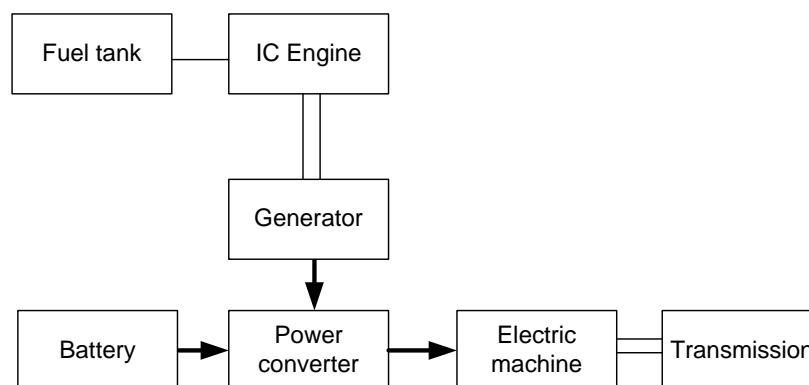 Fuel tank
IC Engine
Generator
Battery
Power
converter
Electric
machine
Transmission